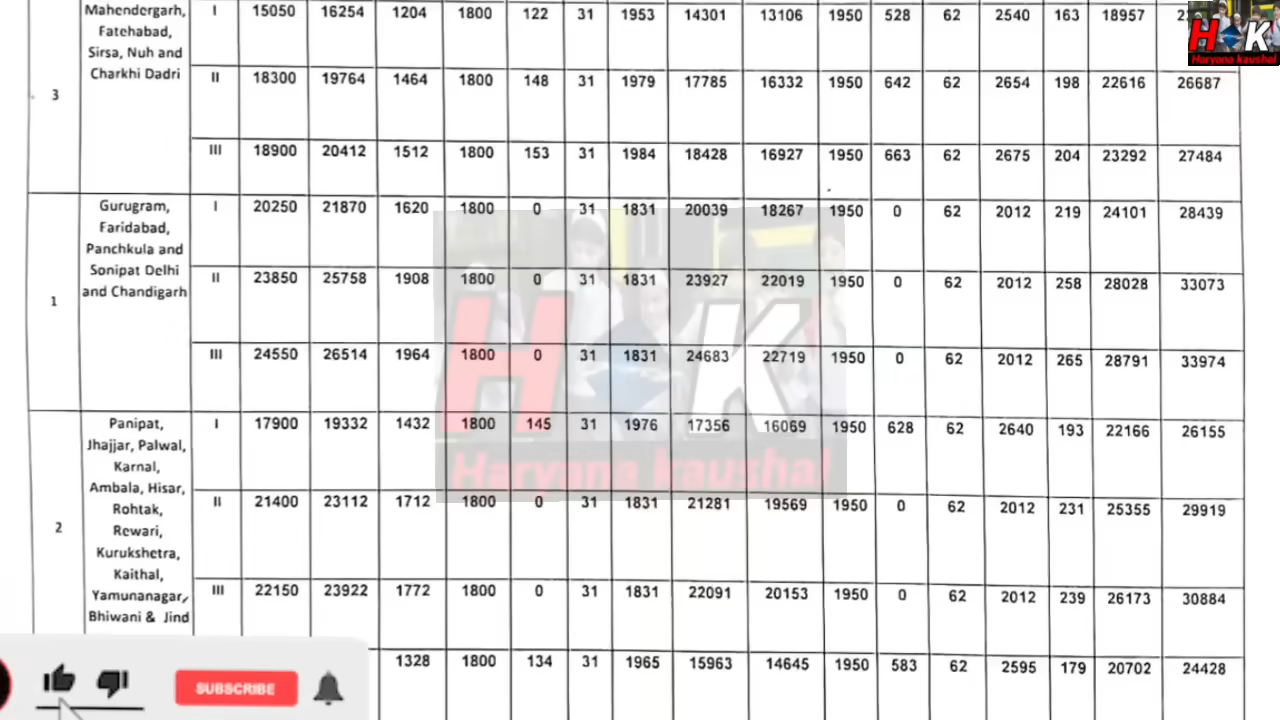 Mahendergarh,
Fatehabad,
Sirsa, Nuh and
Charkhi Dadri
3
I 15050 16254 1204 1800 122 31 1953 14301 13106 1950 528 62 2540 163 18957
II 18300 19764 1464 1800 148 31 1979 17785 16332 1950 642 62 2654 198 22616 26687
III 18900 20412 1512 1800 153 31 1984 18428 16927 1950 663 62 2675 204 23292 27484
Gurugram,
Faridabad,
Panchkula and
Sonipat Delhi
and Chandigarh
1
I 20250 21870 1620 1800 0 31 1831 20039 18267 1950 0 62 2012 219 24101 28439
II 23850 25758 1908 1800 0 31 1831 23927 22019 1950 0 62 2012 258 28028 33073
III 24550 26514 1964 1800 0 31 1831 24683 22719 1950 0 62 2012 265 28791 33974
Panipat,
Jhajjar, Palwal,
Karnal,
Ambala, Hisar,
Rohtak,
Rewari,
Kurukshetra,
Kaithal,
Yamunanagar,
Bhiwani & Jind
2
I 17900 19332 1432 1800 145 31 1976 17356 16069 1950 628 62 2640 193 22166 26155
II 21400 23112 1712 1800 0 31 1831 21281 19569 1950 0 62 2012 231 25355 29919
III 22150 23922 1772 1800 0 31 1831 22091 20153 1950 0 62 2012 239 26173 30884
1328 1800 134 31 1965 15963 14645 1950 583 62 2595 179 20702 24428
H K
Haryana kaushal
H K
Haryana kaushal
SUBSCRIBE